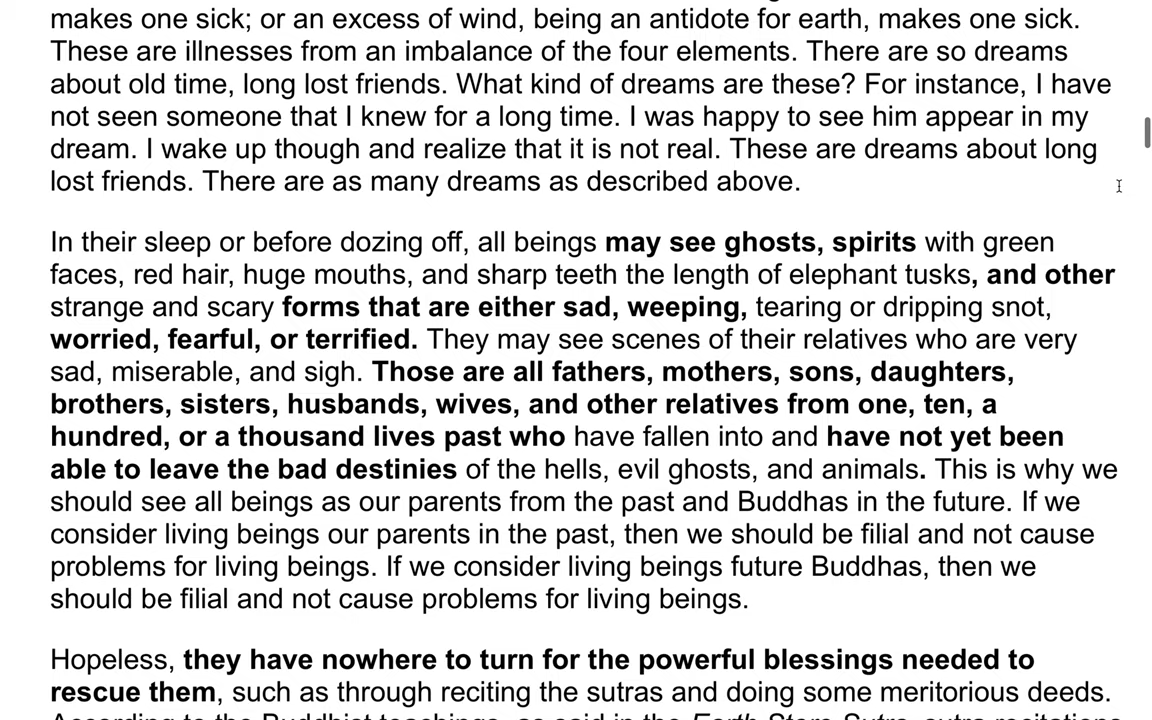 makes one sick; or an excess of wind, being an antidote for earth, makes one sick.
These are illnesses from an imbalance of the four elements. There are so dreams
about old time, long lost friends. What kind of dreams are these? For instance, I have
not seen someone that I knew for a long time. I was happy to see him appear in my
dream. I wake up though and realize that it is not real. These are dreams about long
lost friends. There are as many dreams as described above.
In their sleep or before dozing off, all beings may see ghosts, spirits with green
faces, red hair, huge mouths, and sharp teeth the length of elephant tusks, and other
strange and scary forms that are either sad, weeping, tearing or dripping snot,
worried, fearful, or terrified. They may see scenes of their relatives who are very
sad, miserable, and sigh. Those are all fathers, mothers, sons, daughters,
brothers, sisters, husbands, wives, and other relatives from one, ten, a
hundred, or a thousand lives past who have fallen into and have not yet been
able to leave the bad destinies of the hells, evil ghosts, and animals. This is why we
should see all beings as our parents from the past and Buddhas in the future. If we
consider living beings our parents in the past, then we should be filial and not cause
problems for living beings. If we consider living beings future Buddhas, then we
should be filial and not cause problems for living beings.
Hopeless, they have nowhere to turn for the powerful blessings needed to
rescue them, such as through reciting the sutras and doing some meritorious deeds.
According to the Buddhist teachings, as said in the Earth Store Sutra, sutra recitations